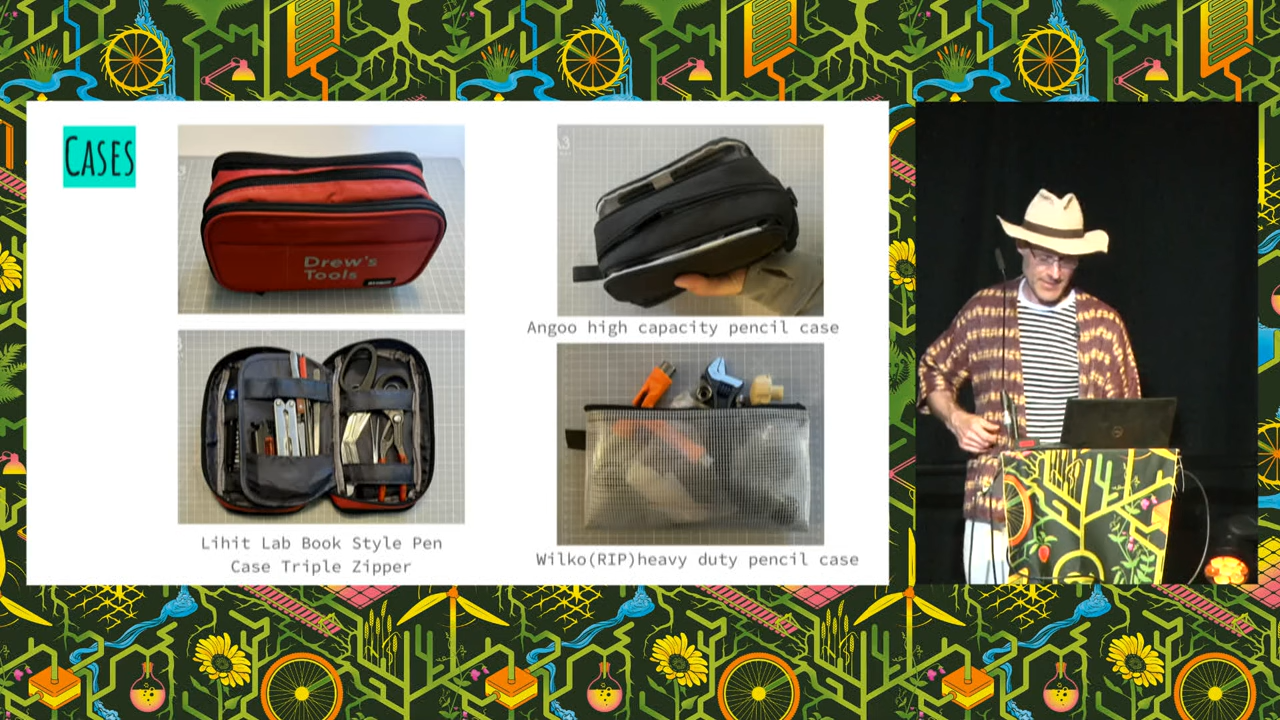 Cases
Drew's
Tools
Lihit Lab Book Style Pen
Case Triple Zipper
A3
Angoo high capacity pencil case
Wilko(RIP)heavy duty pencil case